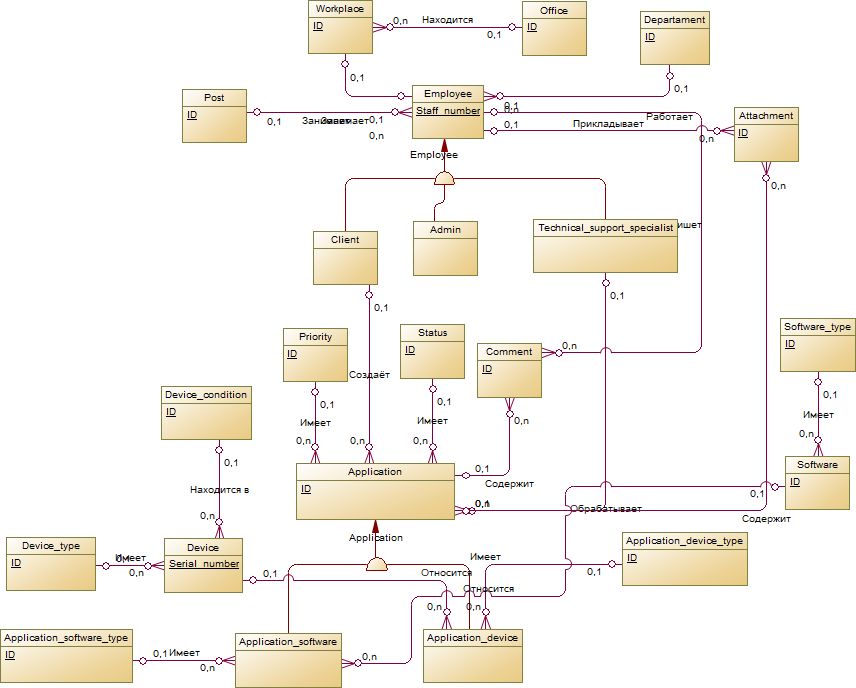 Workplace
ID
0,n
Находится
0,1
Office
ID
Departament
ID
0,1
0,1
Post
ID
0,1
Занимает
0,1
0,n
Employee
Staff_number
0,1
0,n
0,1
Прикладывает
Работает
0,n
Attachment
ID
0,n
Employee
Client
Admin
Technical_support_specialist
ишет
0,1
0,1
Priority
ID
0,1
Имеет
0,n
Создаёт
0,n
Status
ID
0,1
Имеет
0,n
Comment
ID
0,n
0,n
Software_type
ID
0,1
Имеет
0,n
Device_condition
ID
0,1
Находится в
0,n
Application
ID
0,1
Содержит
0,1
Обрабатывает
0,1
Software
ID
Содержит
Application
Device_type
ID
Имеет
0,n
Device
Serial_number
0,1
Относится
0,n
Имеет
Относится
0,n
0,1
Application_device_type
ID
Application_software_type
ID
0,1
Имеет
0,n
Application_software
0,n
Application_device